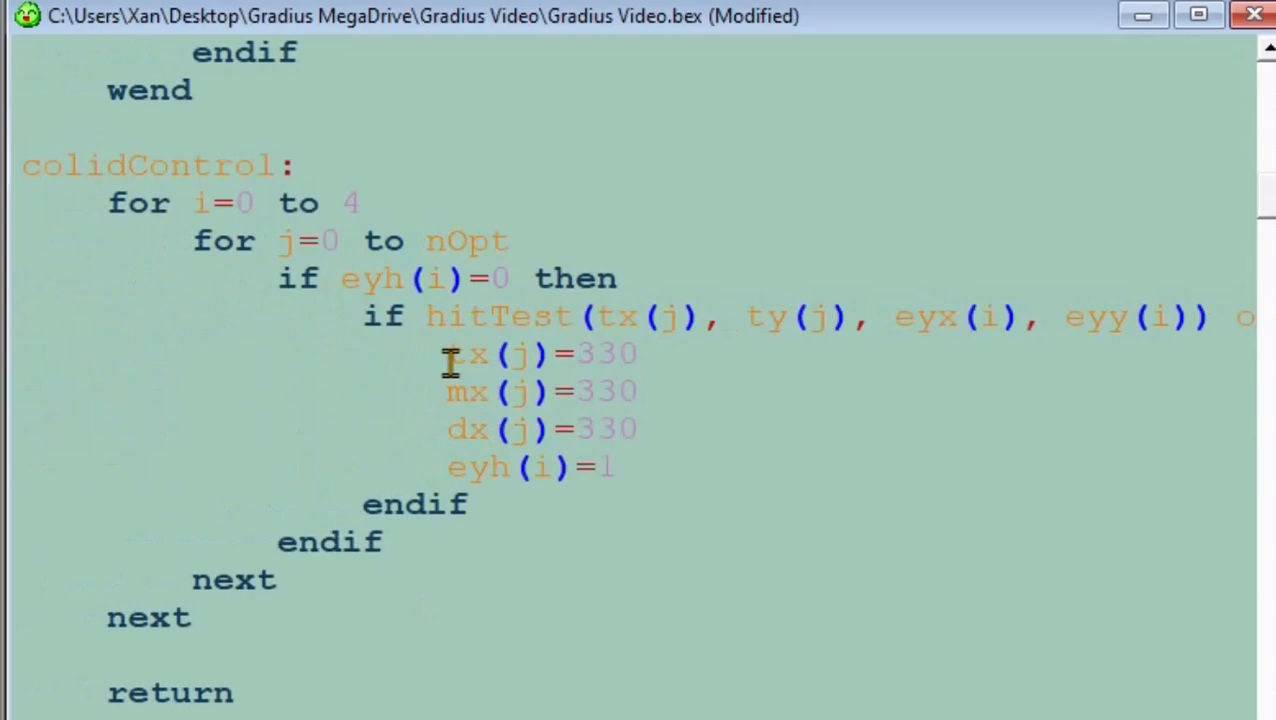 C:\Users\Xan\Desktop\Gradius MegaDrive\Gradius Video\Gradius Video.bex (Modified)
endif
wend
colidControl:
for i=0 to 4
for j=0 to nOpt
if eyh(i)=0 then
if hitTest(tx(j), ty(j), eyx(i), eyy(i)) o
tx(j)=330
mx(j)=330
dx(j)=330
eyh(i)=1
endif
endif
next
next
return